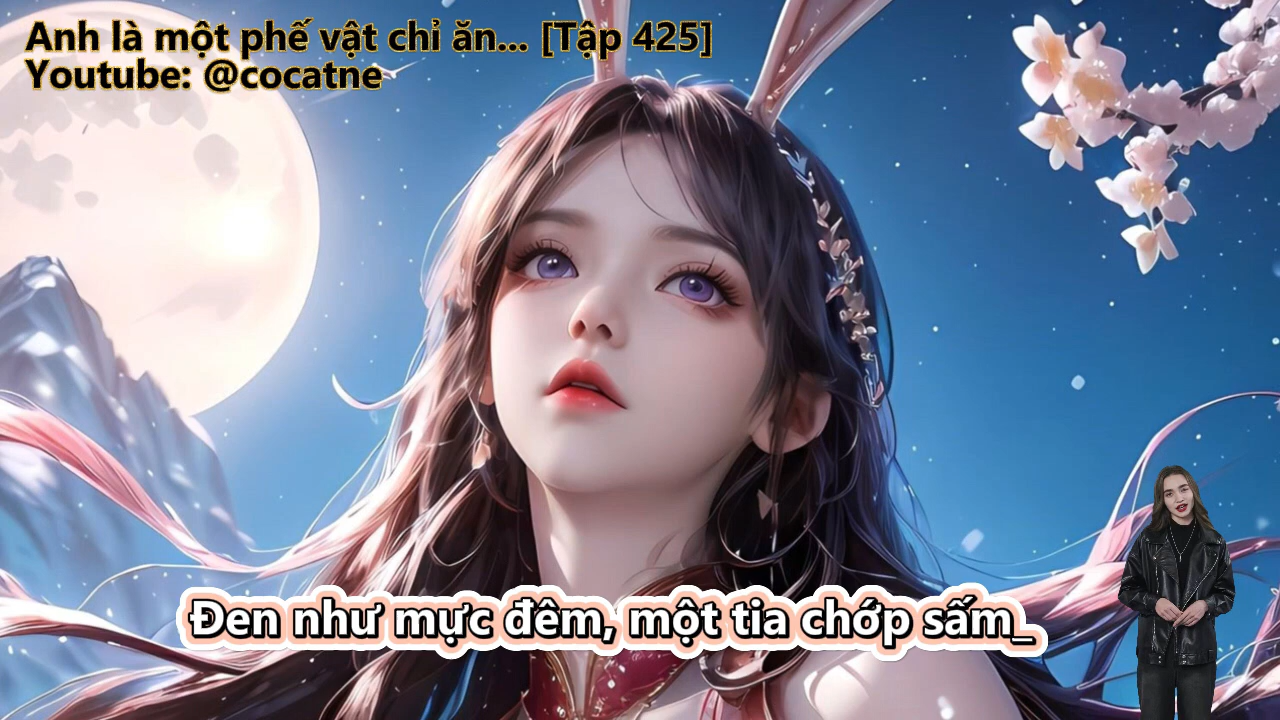 Anh là một phế vật chỉ ăn... [Tập 425]
Youtube: @cocatne
Đen như mực đêm, một tia chớp sấm_